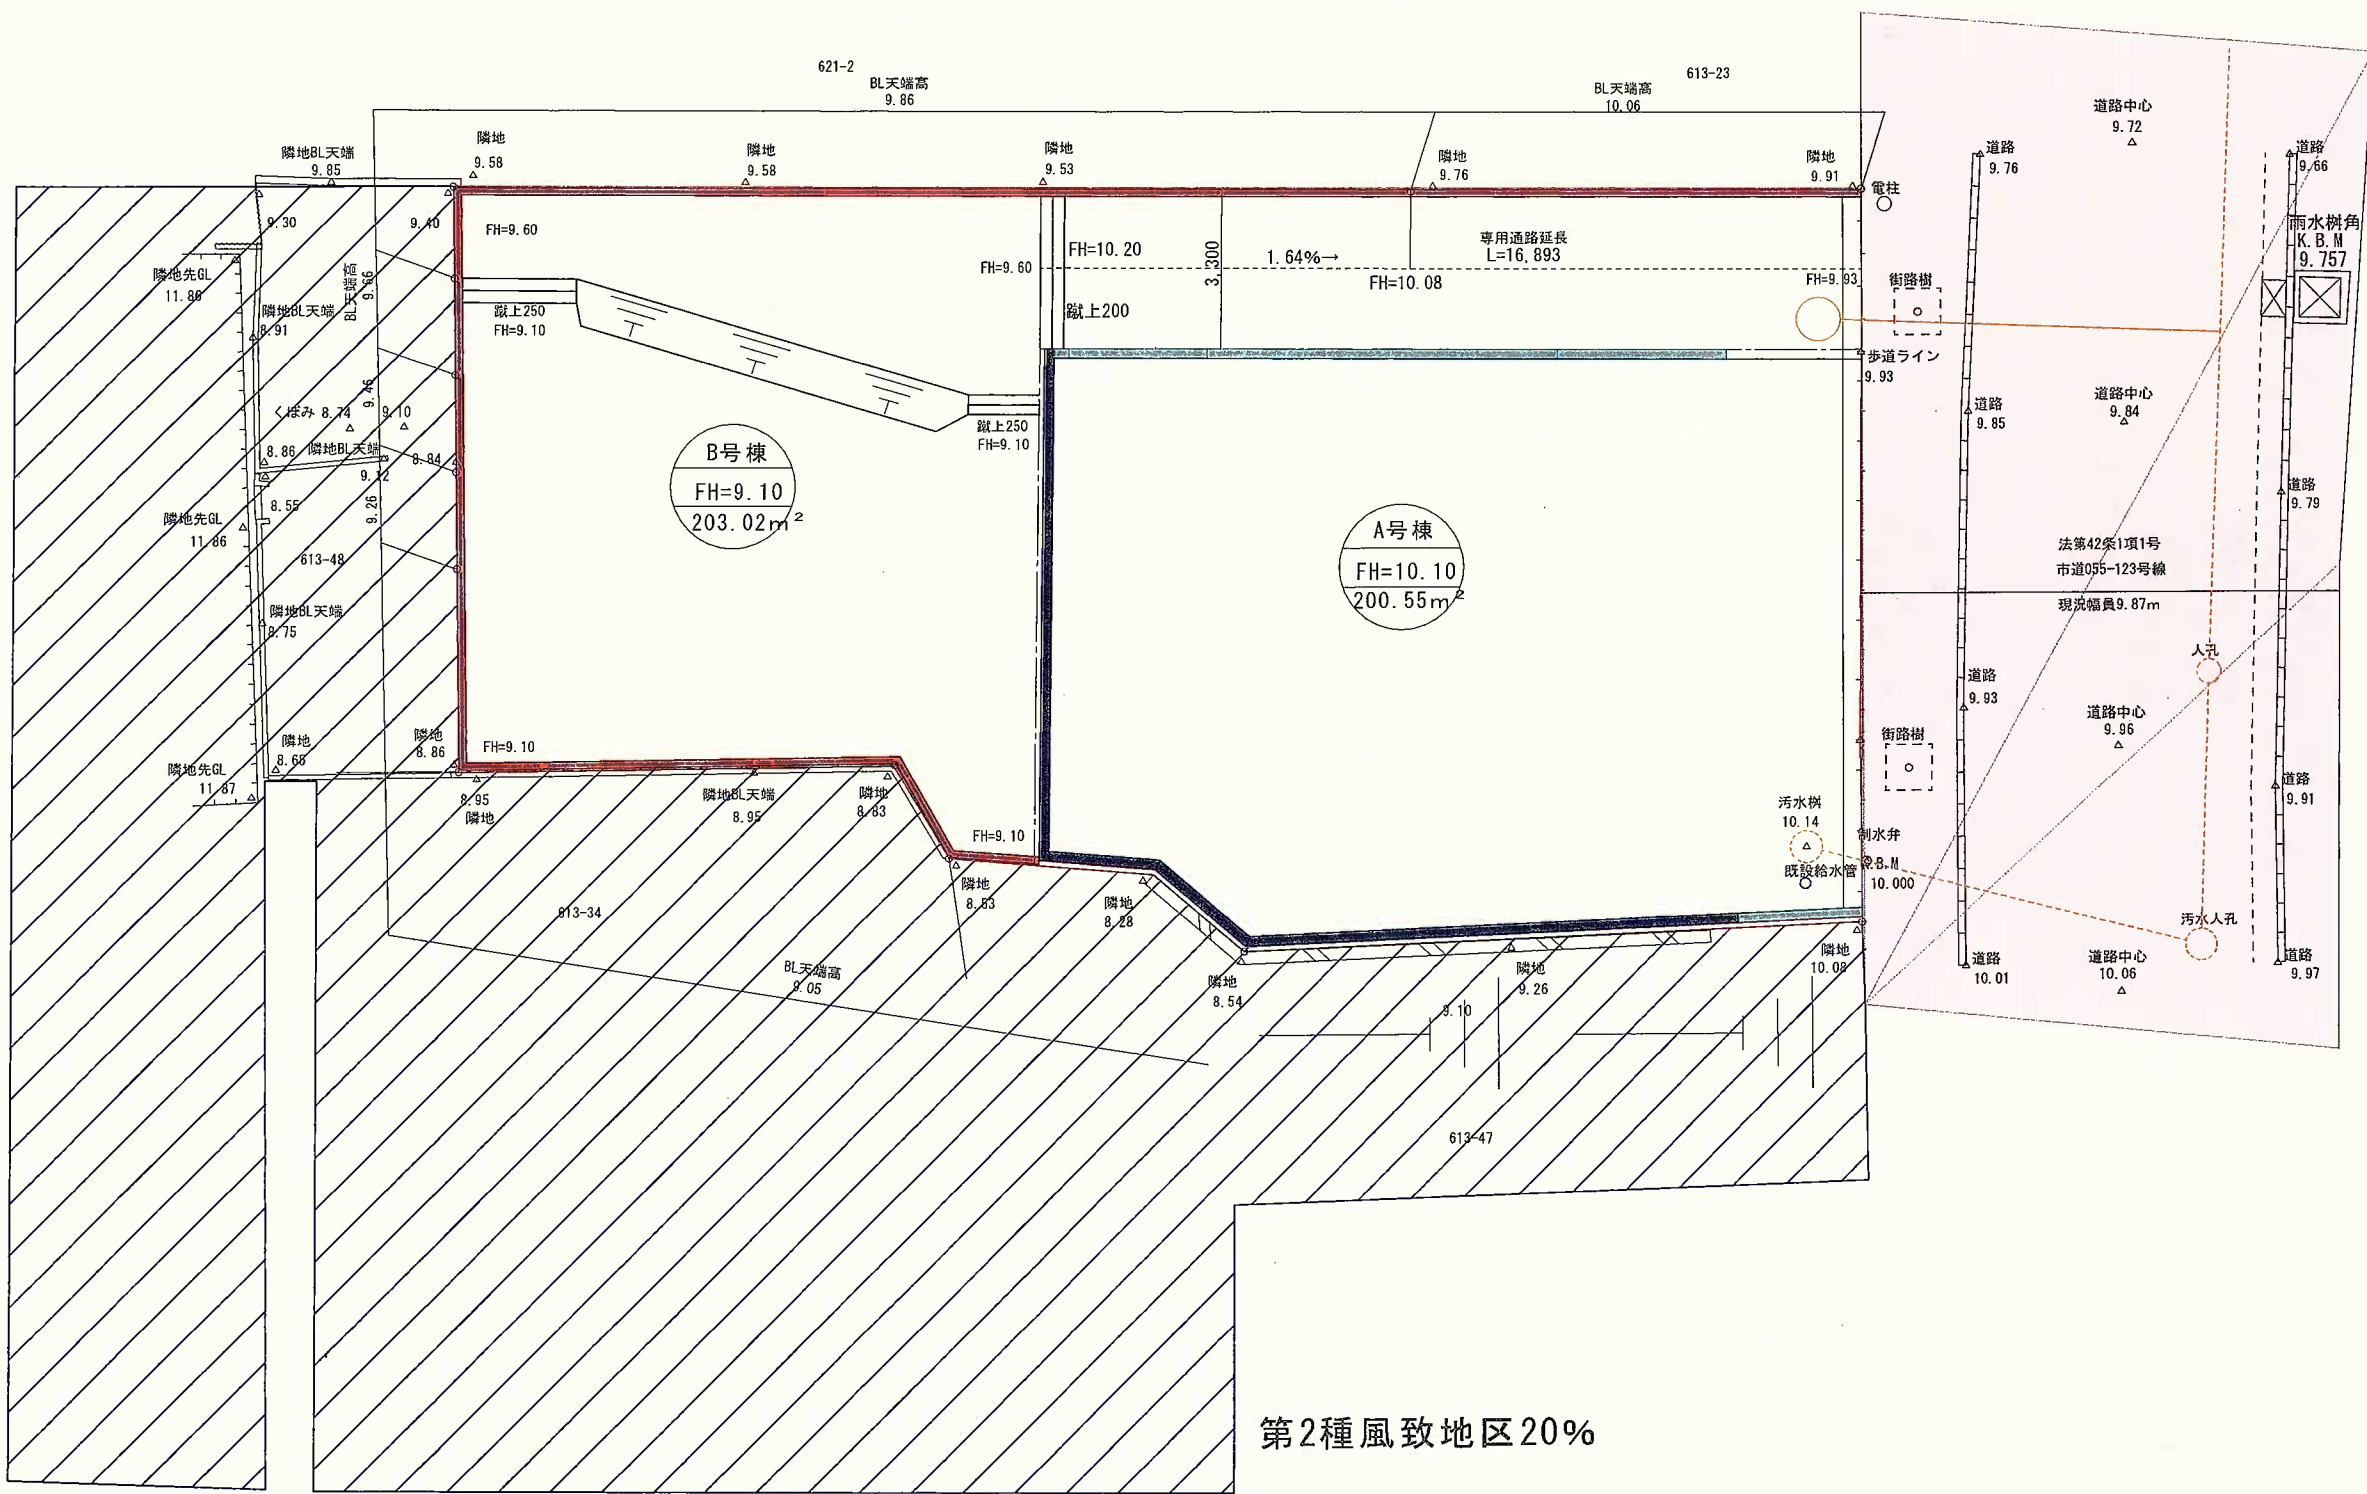 621-2
BL天端高
9.86
613-23
BL天端高
10.06
隣地BL天端
9.85
隣地
9.58
隣地
9.58
隣地
9.53
隣地
9.76
隣地
9.91
電柱
道路
9.76
道路中心
9.72
道路
9.66
雨水桝角
K.B.M
9.757
9.30
9.40
FH=9.60
隣地先GL
11.86
BL天端高
9.66
隣地BL天端
8.91
蹴上250
FH=9.10
FH=9.60
FH=10.20
蹴上200
3,300
1.64%→
専用通路延長
L=16,893
FH=10.08
FH=9.93
街路樹
歩道ライン
9.93
9.46
くぼみ 8.74
9.10
8.86
隣地BL天端
9.12
8.84
9.26
8.55
隣地先GL
11.86
613-48
隣地BL天端
8.75
B号棟
FH=9.10
203.02m²
蹴上250
FH=9.10
A号棟
FH=10.10
200.55m²
道路
9.85
道路中心
9.84
道路
9.79
法第42条1項1号
市道055-123号線
現況幅員9.87m
人孔
道路
9.93
道路中心
9.96
街路樹
道路
9.91
隣地
8.65
隣地
8.86
FH=9.10
隣地先GL
11.87
8.95
隣地
隣地BL天端
8.95
隣地
8.83
FH=9.10
隣地
8.53
隣地
8.28
汚水桝
10.14
制水弁
K.B.M
10.000
既設給水管
汚水人孔
613-34
BL天端高
9.05
隣地
8.54
隣地
9.26
9.10
隣地
10.08
道路
10.01
道路中心
10.06
道路
9.97
613-47
第2種風致地区20%